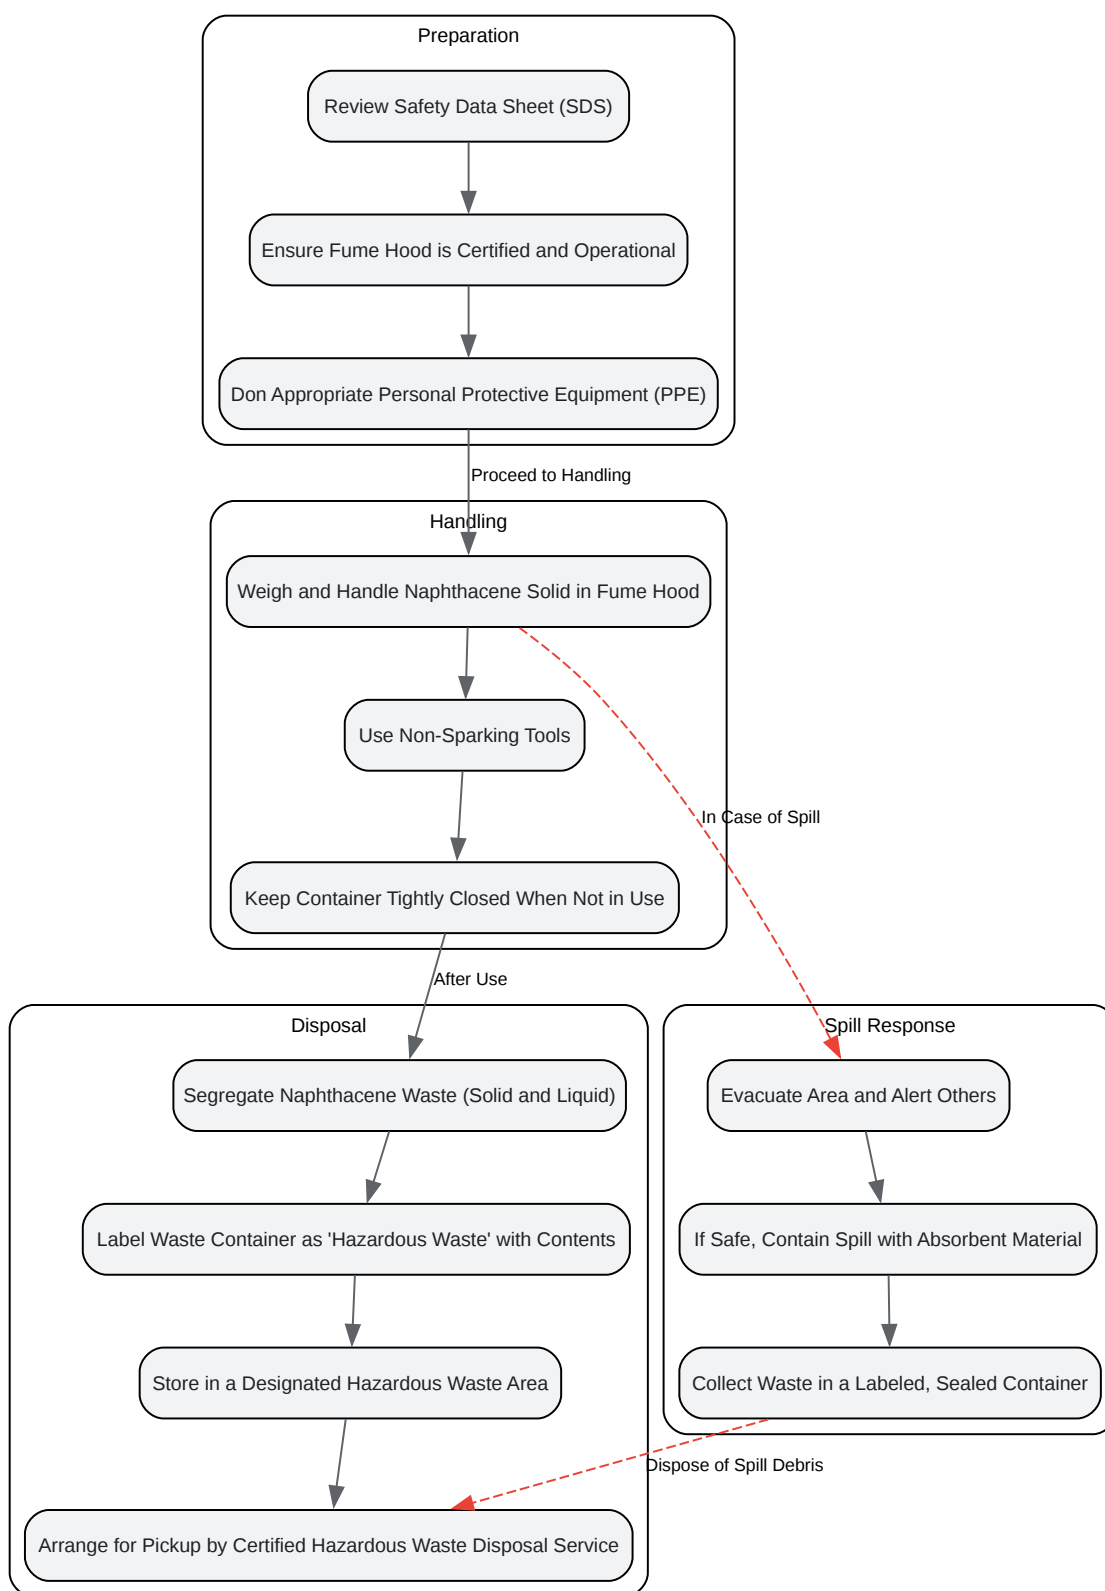 Preparation
Review Safety Data Sheet (SDS)
Ensure Fume Hood is Certified and Operational
Don Appropriate Personal Protective Equipment (PPE)
Proceed to Handling
Handling
Weigh and Handle Naphthacene Solid in Fume Hood
Use Non-Sparking Tools
In Case of Spill
Keep Container Tightly Closed When Not in Use
After Use
Disposal
Segregate Naphthacene Waste (Solid and Liquid)
Label Waste Container as 'Hazardous Waste' with Contents
Store in a Designated Hazardous Waste Area
Spill Response
Evacuate Area and Alert Others
If Safe, Contain Spill with Absorbent Material
Collect Waste in a Labeled, Sealed Container
Dispose of Spill Debris
Arrange for Pickup by Certified Hazardous Waste Disposal Service